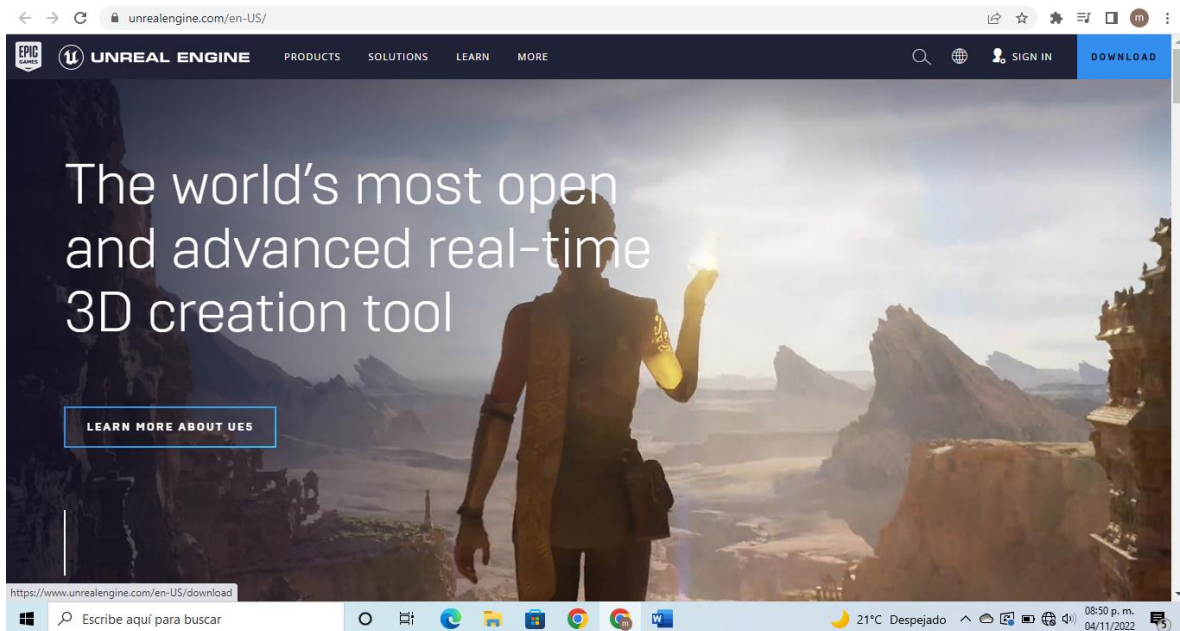 unrealengine.com/en-US/
m
EPIC GAMES
UNREAL ENGINE
PRODUCTS
SOLUTIONS
LEARN
MORE
SIGN IN
DOWNLOAD
The world's most open
and advanced real-time
3D creation tool
LEARN MORE ABOUT UE5
https://www.unrealengine.com/en-US/download
Escribe aquí para buscar
21°C Despejado
08:50 p. m.
04/11/2022
5